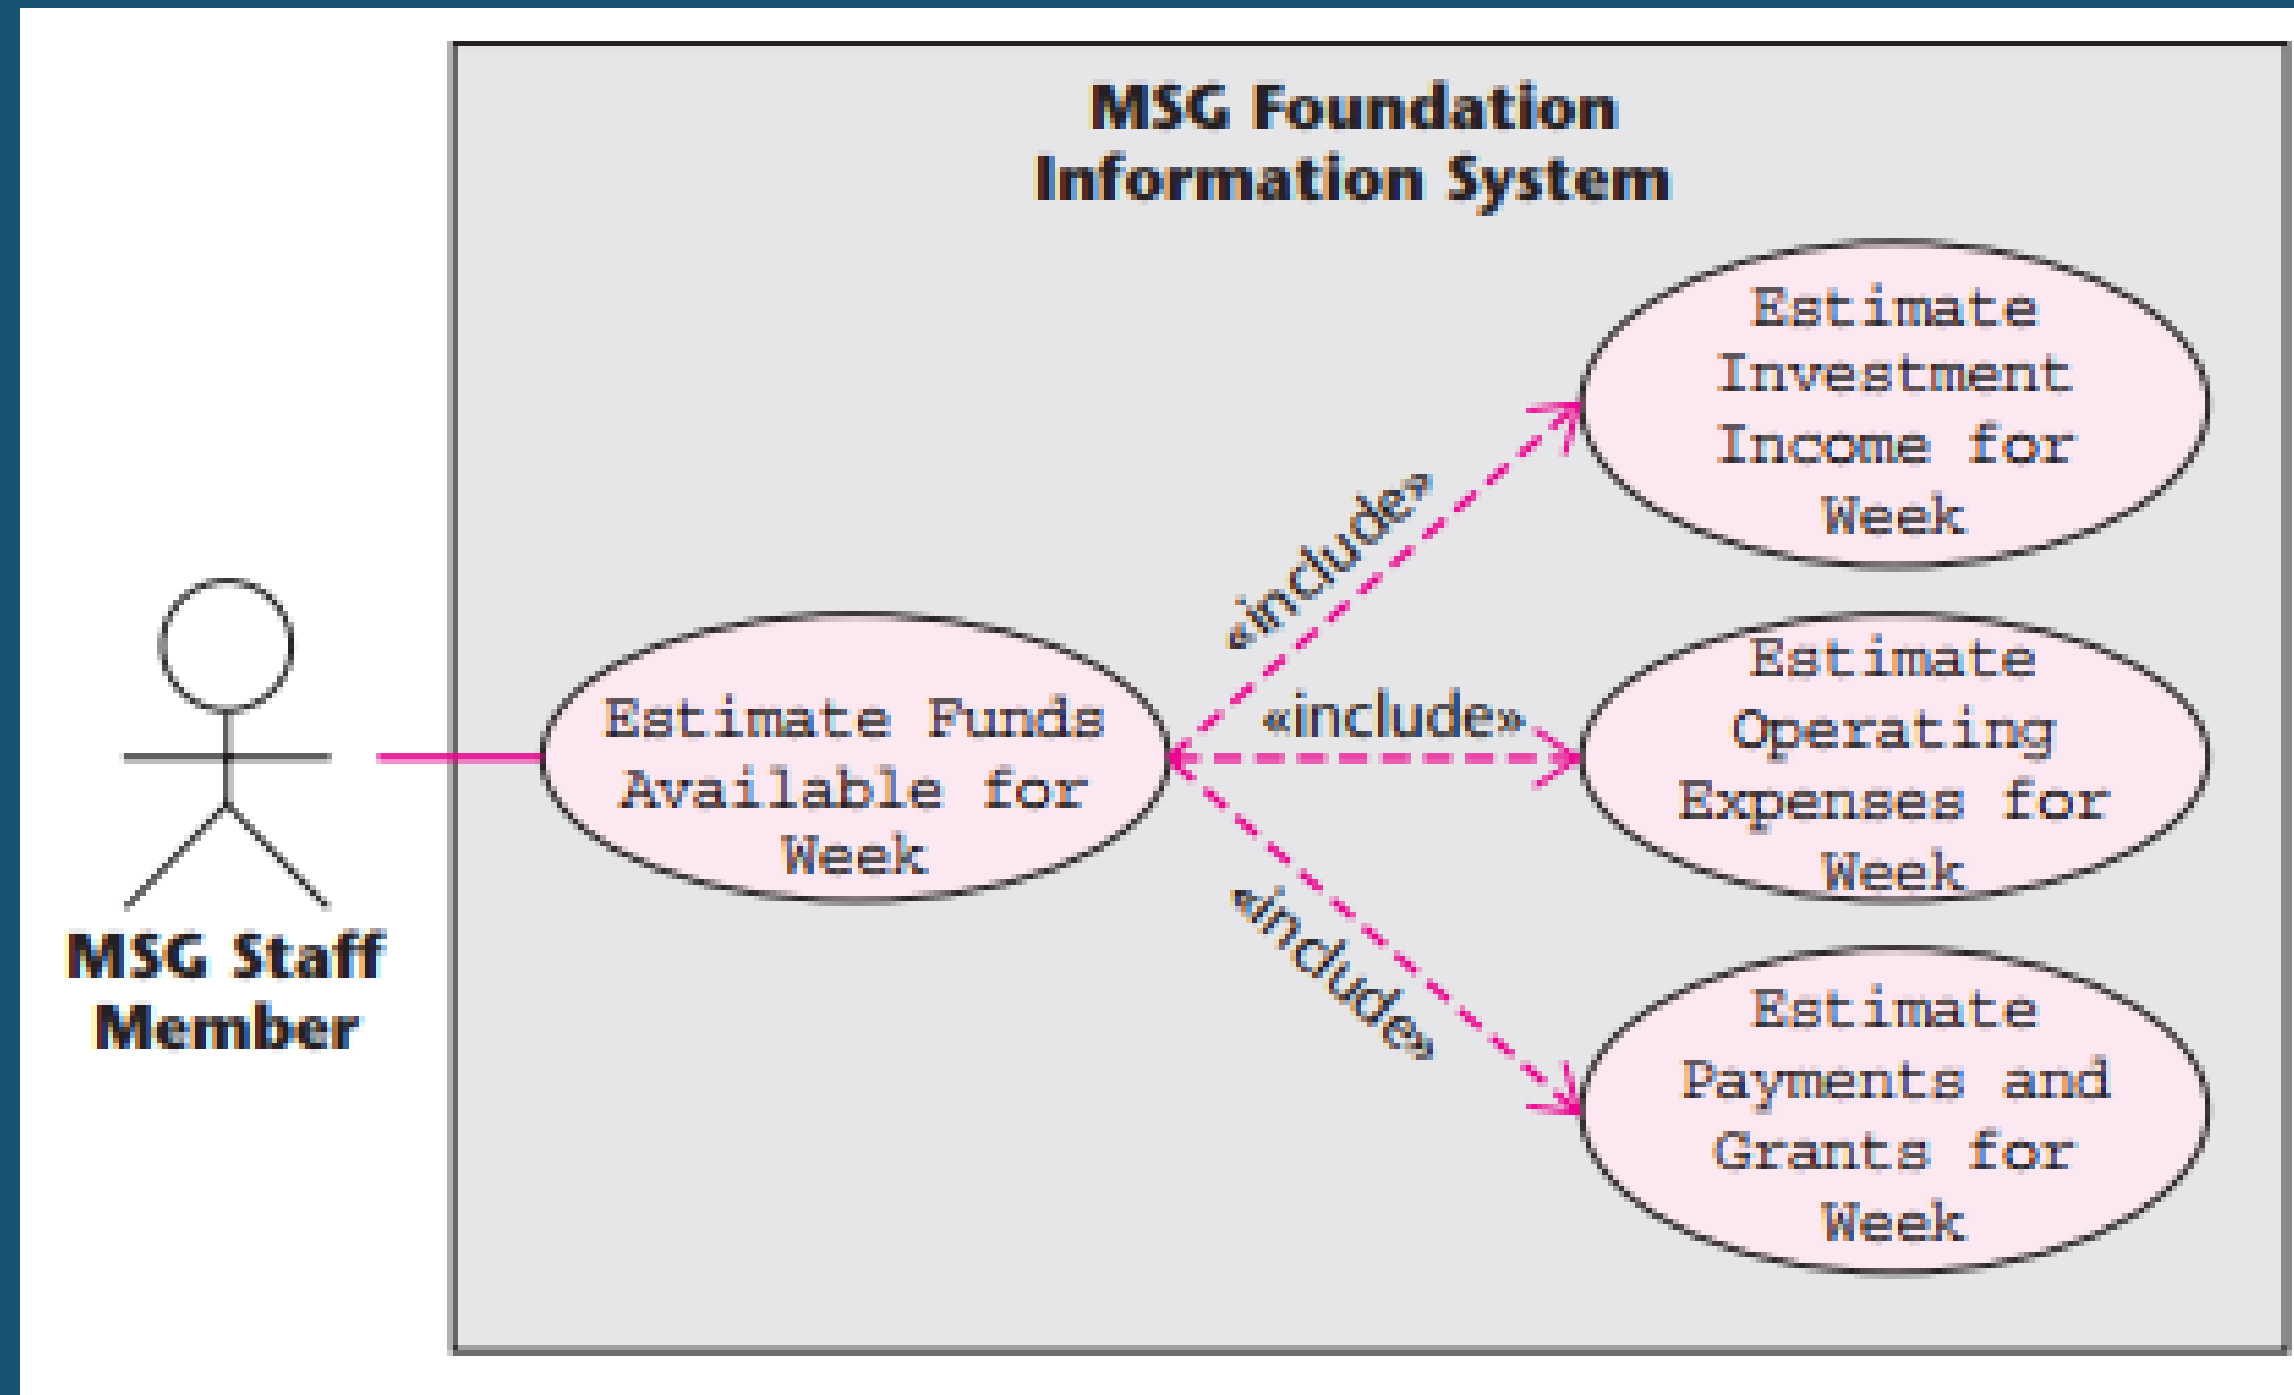 MSG Foundation
Information System
Estimate
Investment
Income for
Week
«include»
Estimate Funds
Available for
Week
«include»
Estimate
Operating
Expenses for
Week
«include»
Estimate
Payments and
Grants for
Week
MSG Staff
Member